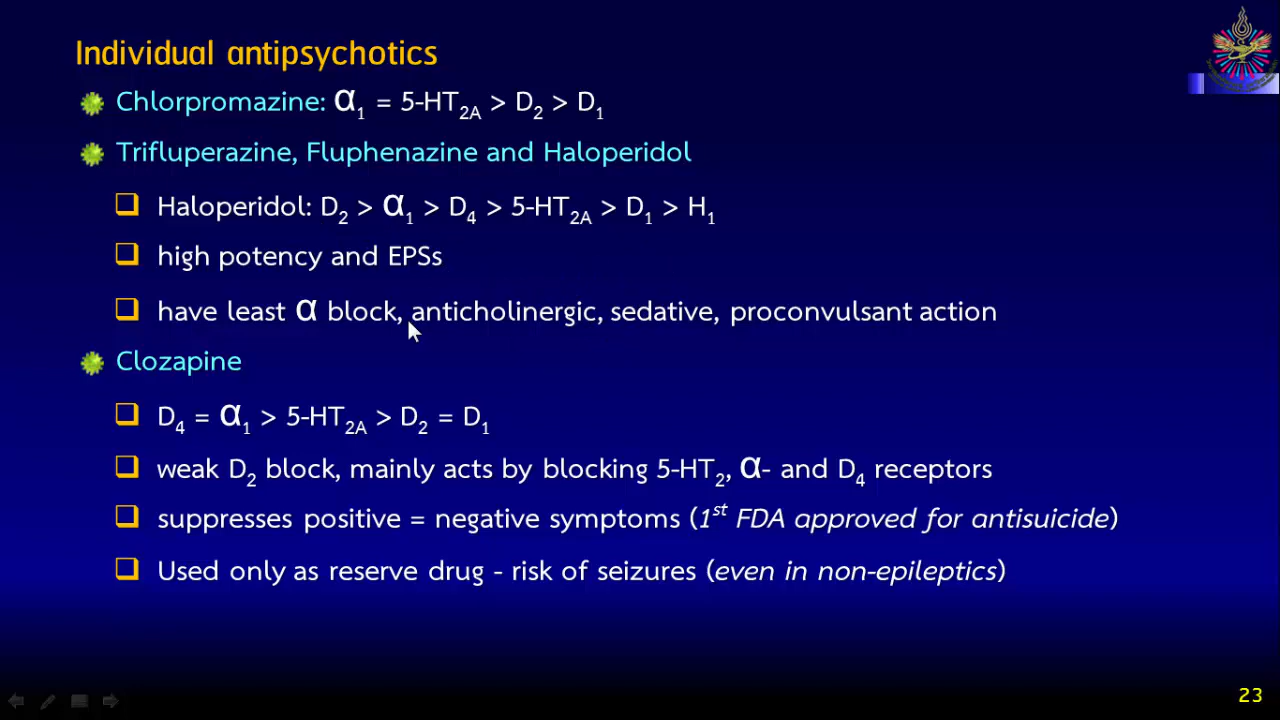 Individual antipsychotics
Chlorpromazine: α₁ = 5-HT₂A > D₂ > D₁
Trifluperazine, Fluphenazine and Haloperidol
Haloperidol: D₂ > α₁ > D₄ > 5-HT₂A > D₁ > H₁
high potency and EPSs
have least α block, anticholinergic, sedative, proconvulsant action
Clozapine
D₄ = α₁ > 5-HT₂A > D₂ = D₁
weak D₂ block, mainly acts by blocking 5-HT₂, α- and D₄ receptors
suppresses positive = negative symptoms (1st FDA approved for antisuicide)
Used only as reserve drug - risk of seizures (even in non-epileptics)
23